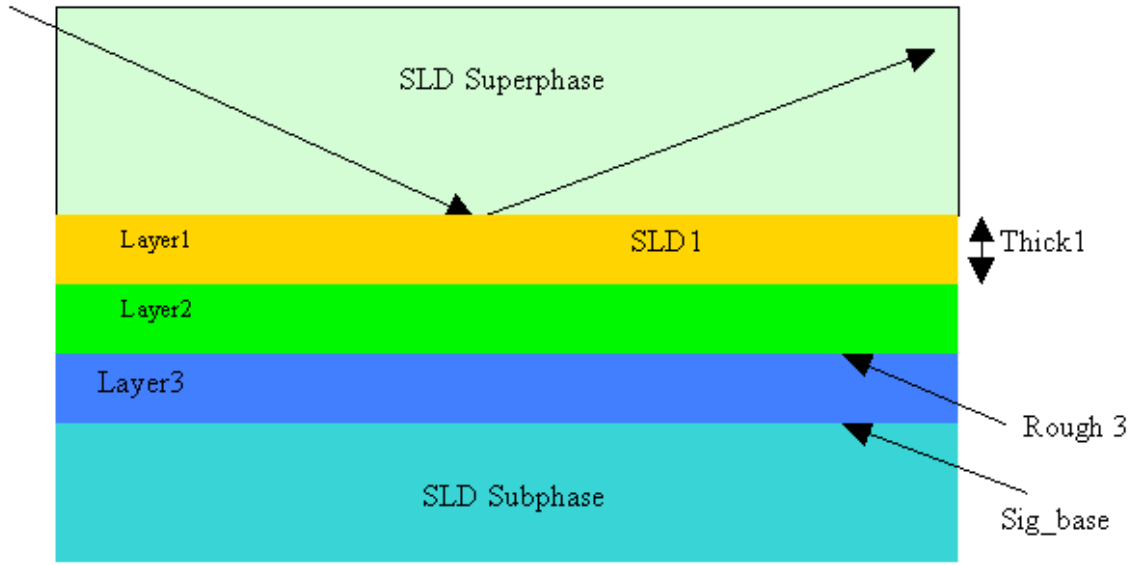 SLD Superphase
Layer1
SLD1
Thick1
Layer2
Layer3
Rough 3
SLD Subphase
Sig_base